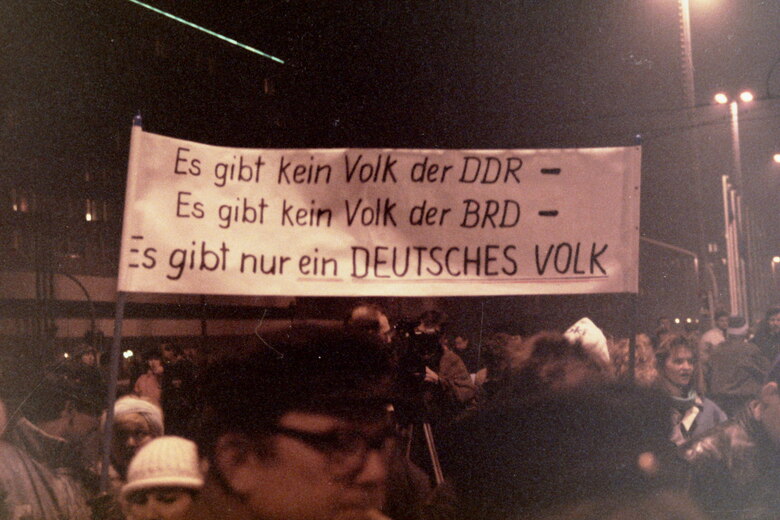 Es gibt kein Volk der DDR –
Es gibt kein Volk der BRD –
Es gibt nur ein DEUTSCHES VOLK